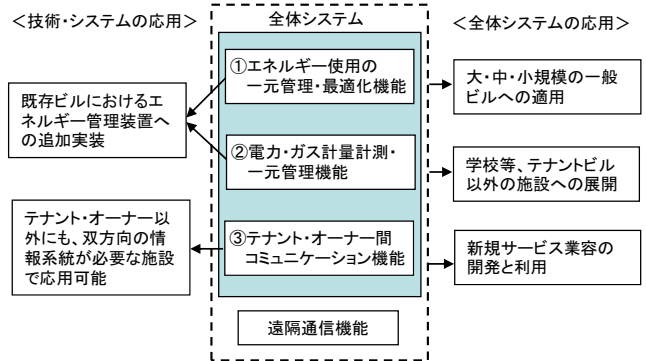 ＜技術・システムの応用＞
既存ビルにおけるエ
ネルギー管理装置へ
の追加実装
テナント・オーナー以
外にも、双方向の情
報系統が必要な施設
で応用可能
全体システム
①エネルギー使用の
一元管理・最適化機能
②電力・ガス計量計測・
一元管理機能
③テナント・オーナー間
コミュニケーション機能
遠隔通信機能
＜全体システムの応用＞
大・中・小規模の一般
ビルへの適用
学校等、テナントビル
以外の施設への展開
新規サービス業容の
開発と利用